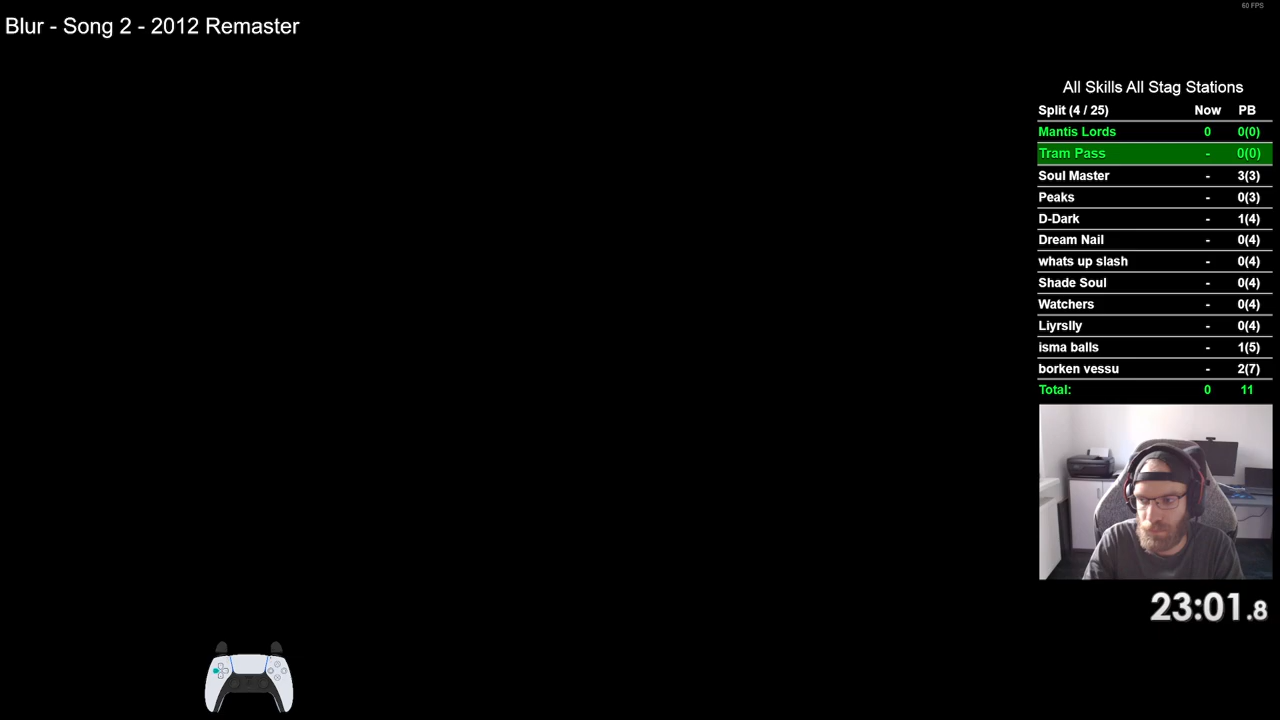 60 FPS
Blur - Song 2 - 2012 Remaster
All Skills All Stag Stations
Split (4 / 25) Now PB
Mantis Lords 0 0(0)
Tram Pass - 0(0)
Soul Master - 3(3)
Peaks - 0(3)
D-Dark - 1(4)
Dream Nail - 0(4)
whats up slash - 0(4)
Shade Soul - 0(4)
Watchers - 0(4)
Liyrslly - 0(4)
isma balls - 1(5)
borken vessu - 2(7)
Total: 0 11
23:01.8